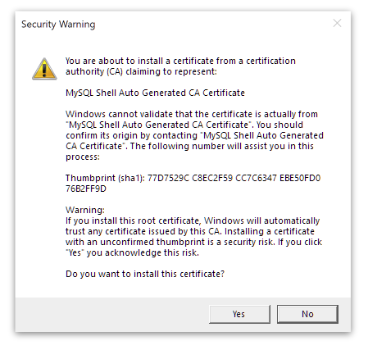 Security Warning
You are about to install a certificate from a certification
authority (CA) claiming to represent:
MySQL Shell Auto Generated CA Certificate
Windows cannot validate that the certificate is actually from
"MySQL Shell Auto Generated CA Certificate". You should
confirm its origin by contacting "MySQL Shell Auto Generated
CA Certificate". The following number will assist you in this
process:
Thumbprint (sha1): 77D7529C C8EC2F59 CC7C6347 EBE50FD0
76B2FF9D
Warning:
If you install this root certificate, Windows will automatically
trust any certificate issued by this CA. Installing a certificate
with an unconfirmed thumbprint is a security risk. If you click
"Yes" you acknowledge this risk.
Do you want to install this certificate?
Yes
No